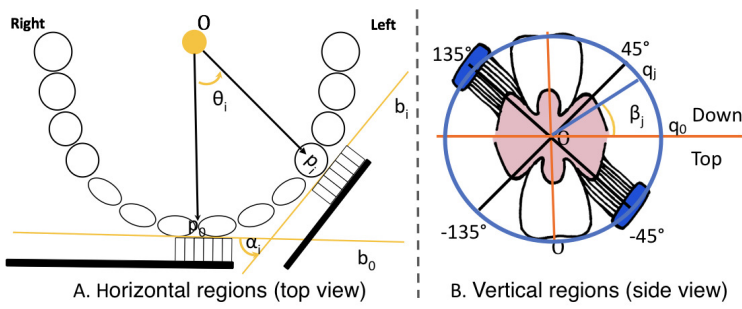 Right
O
Left
θi
bi
pi
p0
αi
b0
A. Horizontal regions (top view)
135°
45°
qj
βj
q0
Down
O
Top
-135°
-45°
O
B. Vertical regions (side view)